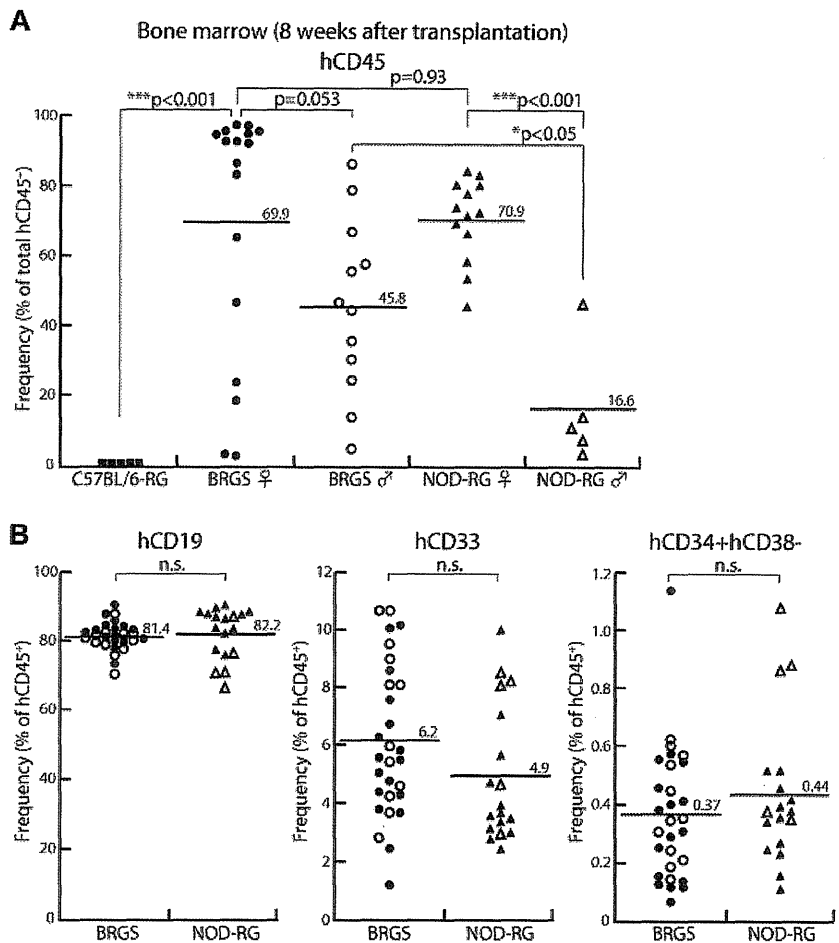 A
Bone marrow (8 weeks after transplantation)
hCD45
p=0.93
***p<0.001
p=0.053
***p<0.001
*p<0.05
Frequency (% of total hCD45⁺)
100
80
60
40
20
0
69.9
45.8
70.9
16.6
C57BL/6-RG
BRGS ♀
BRGS ♂
NOD-RG ♀
NOD-RG ♂
B
hCD19
n.s.
Frequency (% of hCD45⁺)
100
80
60
40
20
0
81.4
82.2
BRGS
NOD-RG
hCD33
n.s.
Frequency (% of hCD45⁺)
12
10
8
6
4
2
0
6.2
4.9
BRGS
NOD-RG
hCD34+hCD38-
n.s.
Frequency (% of hCD45⁺)
1.2
1.0
0.8
0.6
0.4
0.2
0
0.37
0.44
BRGS
NOD-RG